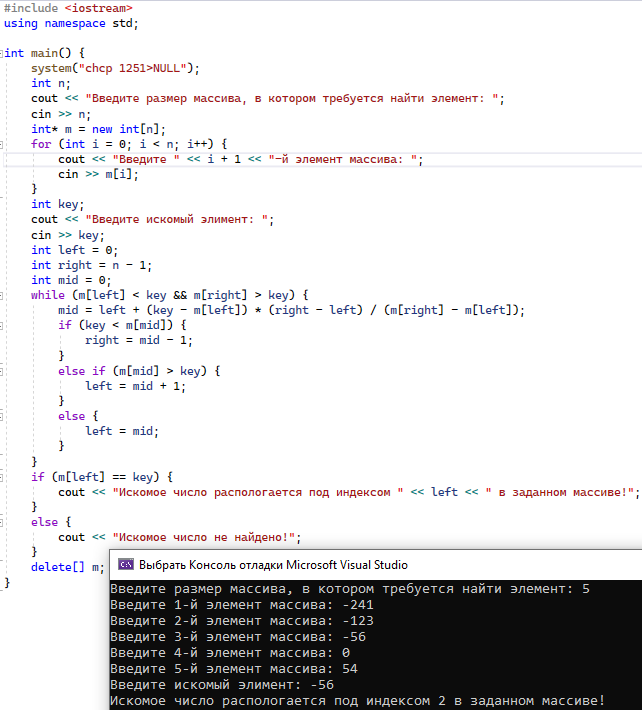 #include <iostream>
using namespace std;
int main() {
system("chcp 1251>NULL");
int n;
cout << "Введите размер массива, в котором требуется найти элемент: ";
cin >> n;
int* m = new int[n];
for (int i = 0; i < n; i++) {
cout << "Введите " << i + 1 << "-й элемент массива: ";
cin >> m[i];
}
int key;
cout << "Введите искомый элимент: ";
cin >> key;
int left = 0;
int right = n - 1;
int mid = 0;
while (m[left] < key && m[right] > key) {
mid = left + (key - m[left]) * (right - left) / (m[right] - m[left]);
if (key < m[mid]) {
right = mid - 1;
}
else if (m[mid] > key) {
left = mid + 1;
}
else {
left = mid;
}
}
if (m[left] == key) {
cout << "Искомое число распологается под индексом " << left << " в заданном массиве!";
}
else {
cout << "Искомое число не найдено!";
}
delete[] m;
}
Выбрать Консоль отладки Microsoft Visual Studio
Введите размер массива, в котором требуется найти элемент: 5
Введите 1-й элемент массива: -241
Введите 2-й элемент массива: -123
Введите 3-й элемент массива: -56
Введите 4-й элемент массива: 0
Введите 5-й элемент массива: 54
Введите искомый элимент: -56
Искомое число распологается под индексом 2 в заданном массиве!